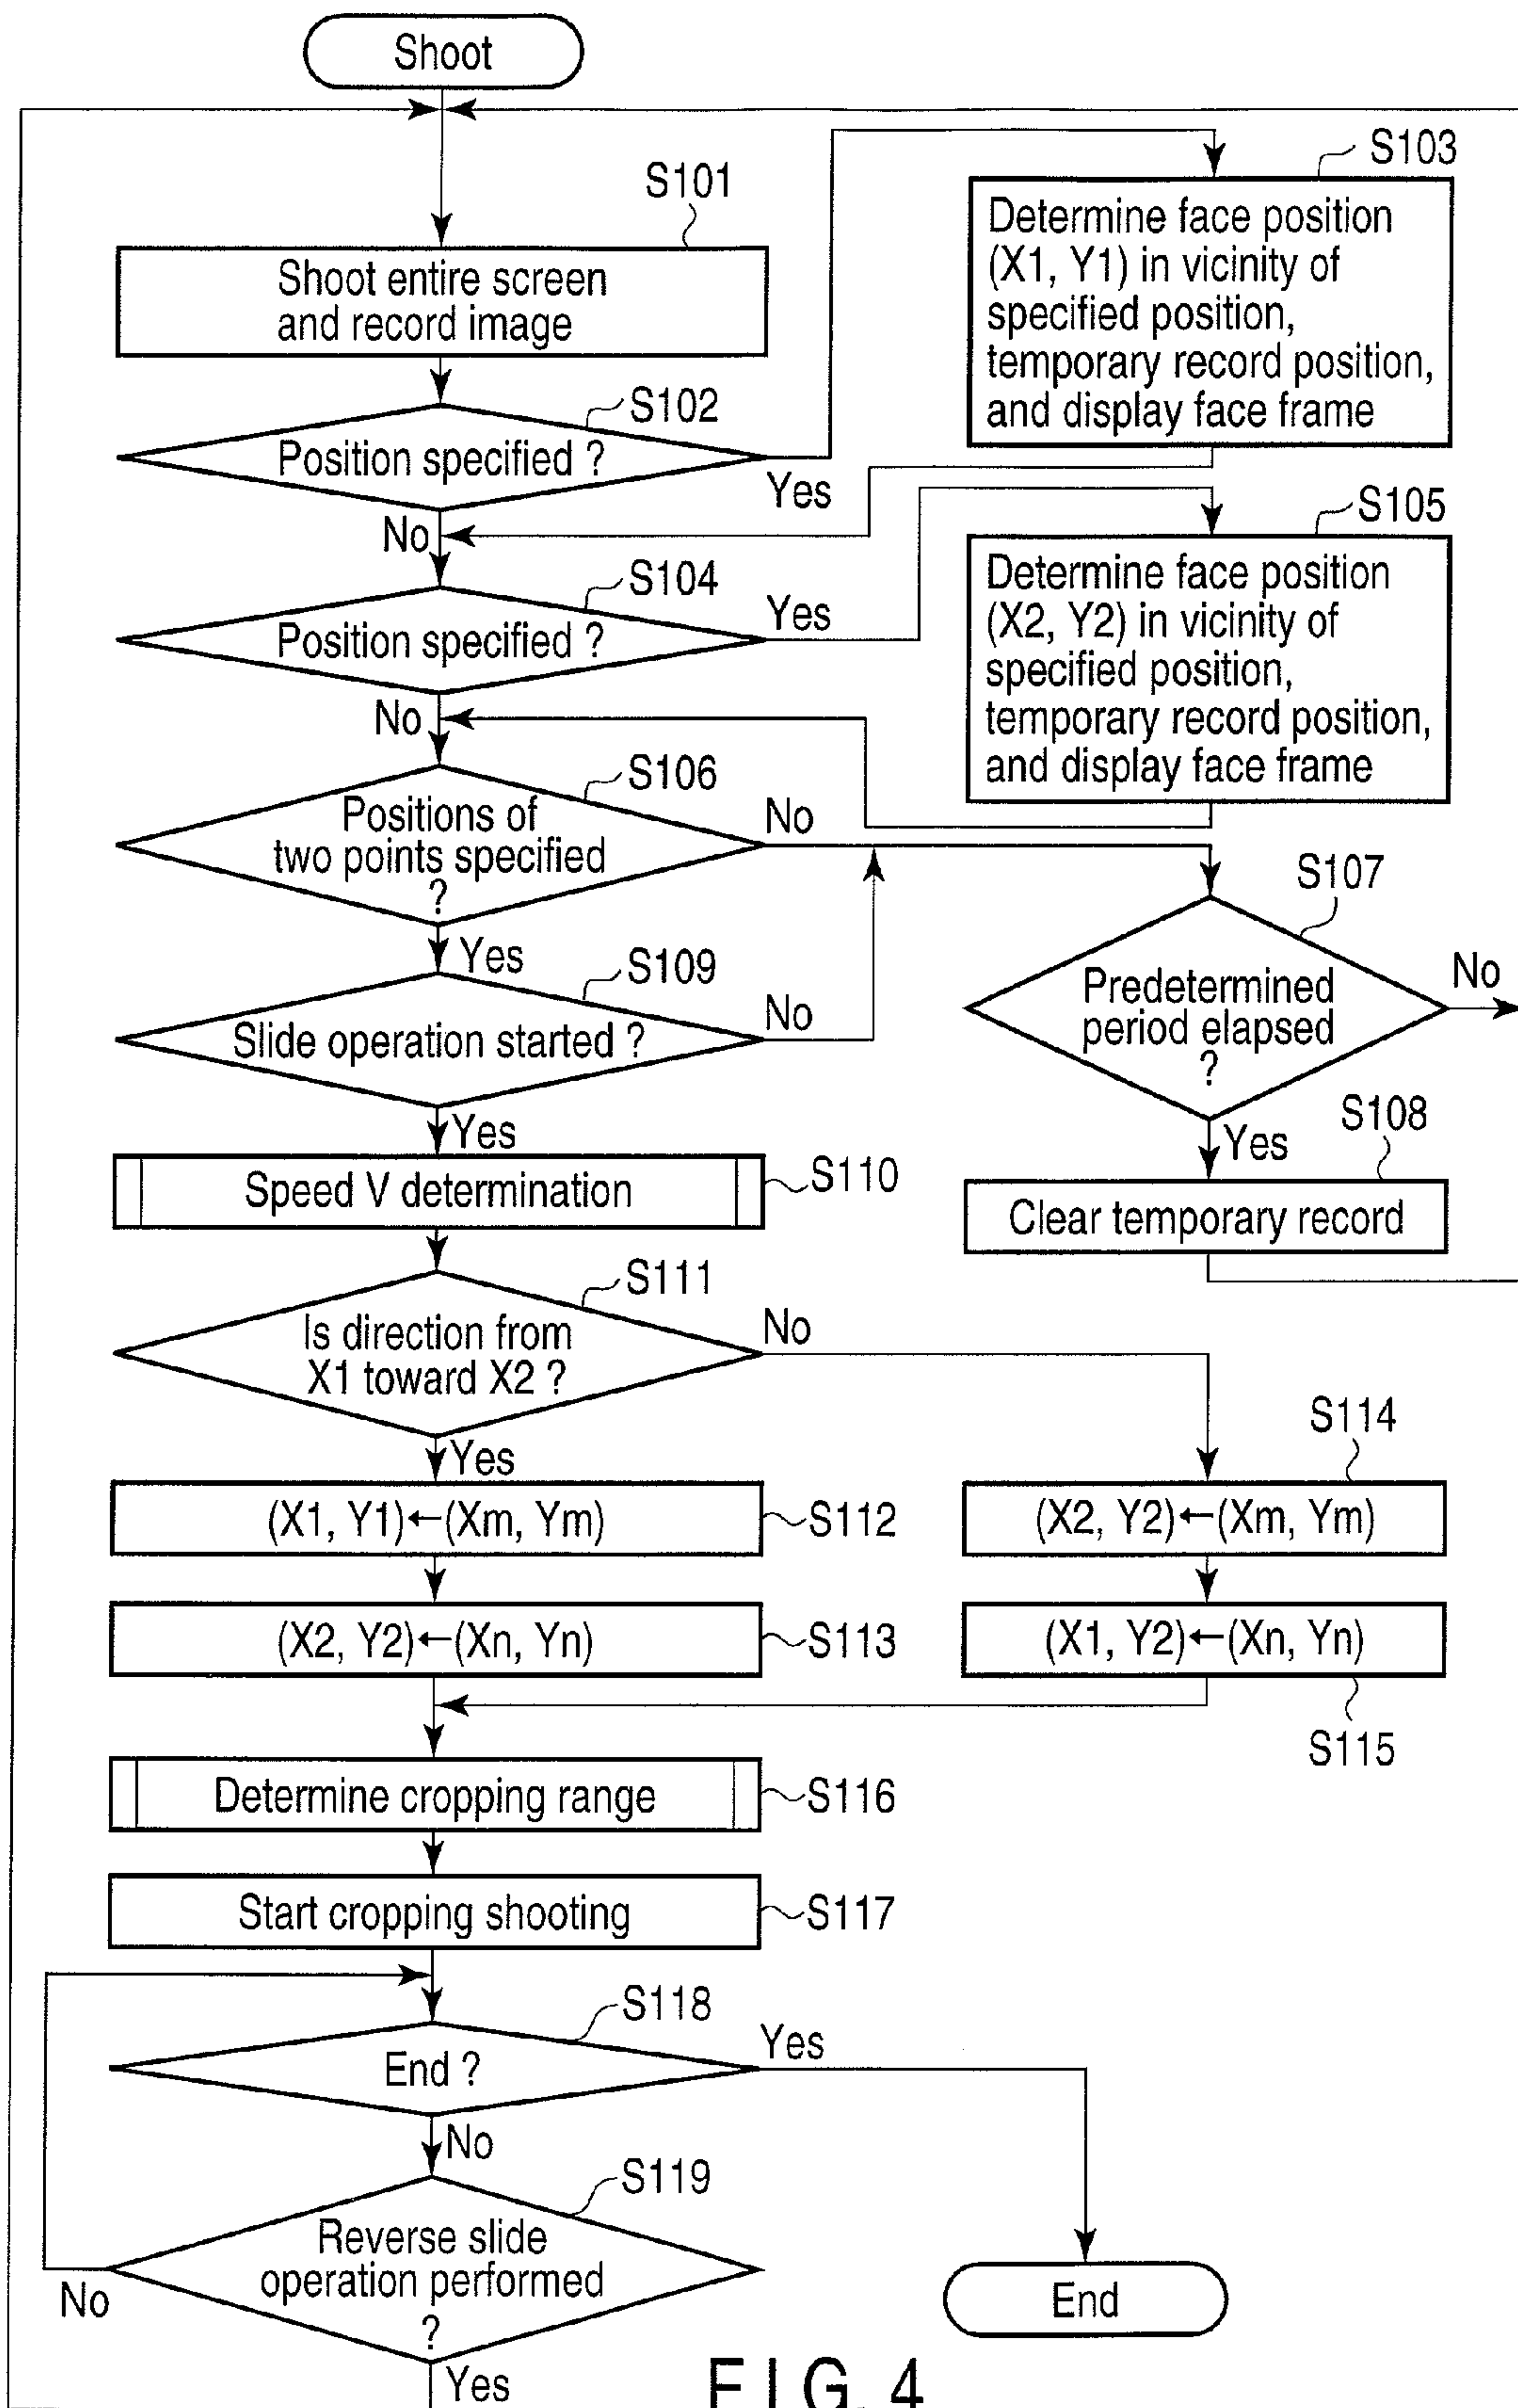 Shoot
S101
Shoot entire screen
and record image
S102
Position specified ?
Yes
No
S103
Determine face position
(X1, Y1) in vicinity of
specified position,
temporary record position,
and display face frame
S104
Position specified ?
Yes
No
S105
Determine face position
(X2, Y2) in vicinity of
specified position,
temporary record position,
and display face frame
S106
Positions of
two points specified
?
No
Yes
S107
Predetermined
period elapsed
?
No
Yes
S108
Clear temporary record
S109
Slide operation started ?
No
Yes
Speed V determination
S110
S111
Is direction from
X1 toward X2 ?
No
Yes
(X1, Y1)←(Xm, Ym)
S112
(X2, Y2)←(Xn, Yn)
S113
S114
(X2, Y2)←(Xm, Ym)
(X1, Y2)←(Xn, Yn)
S115
Determine cropping range
S116
Start cropping shooting
S117
S118
End ?
Yes
No
S119
Reverse slide
operation performed
?
No
Yes
End
FIG. 4